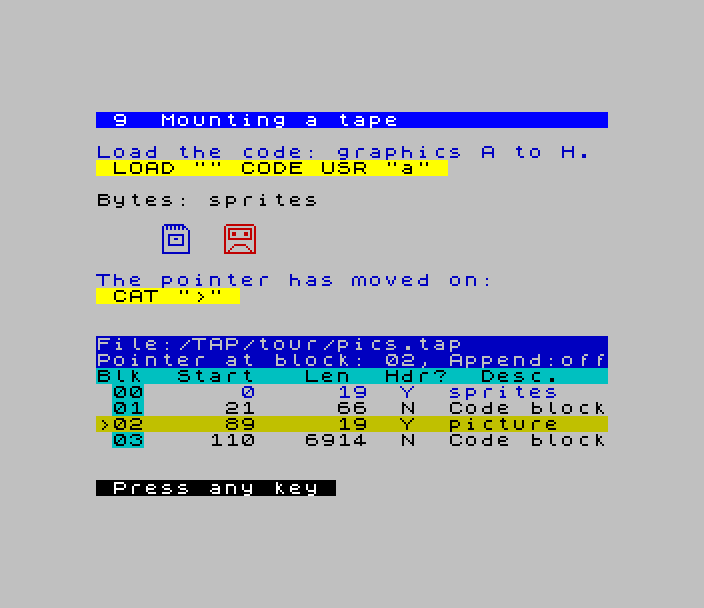 9 Mounting a tape
Load the code: graphics A to H.
LOAD "" CODE USR "a"
Bytes: sprites
The pointer has moved on:
CAT ">"
File:/TAP/tour/pics.tap
Pointer at block: 02, Append:off
Blk Start Len Hdr? Desc.
00 0 19 Y sprites
01 21 66 N Code block
>02 89 19 Y picture
03 110 6914 N Code block
Press any key